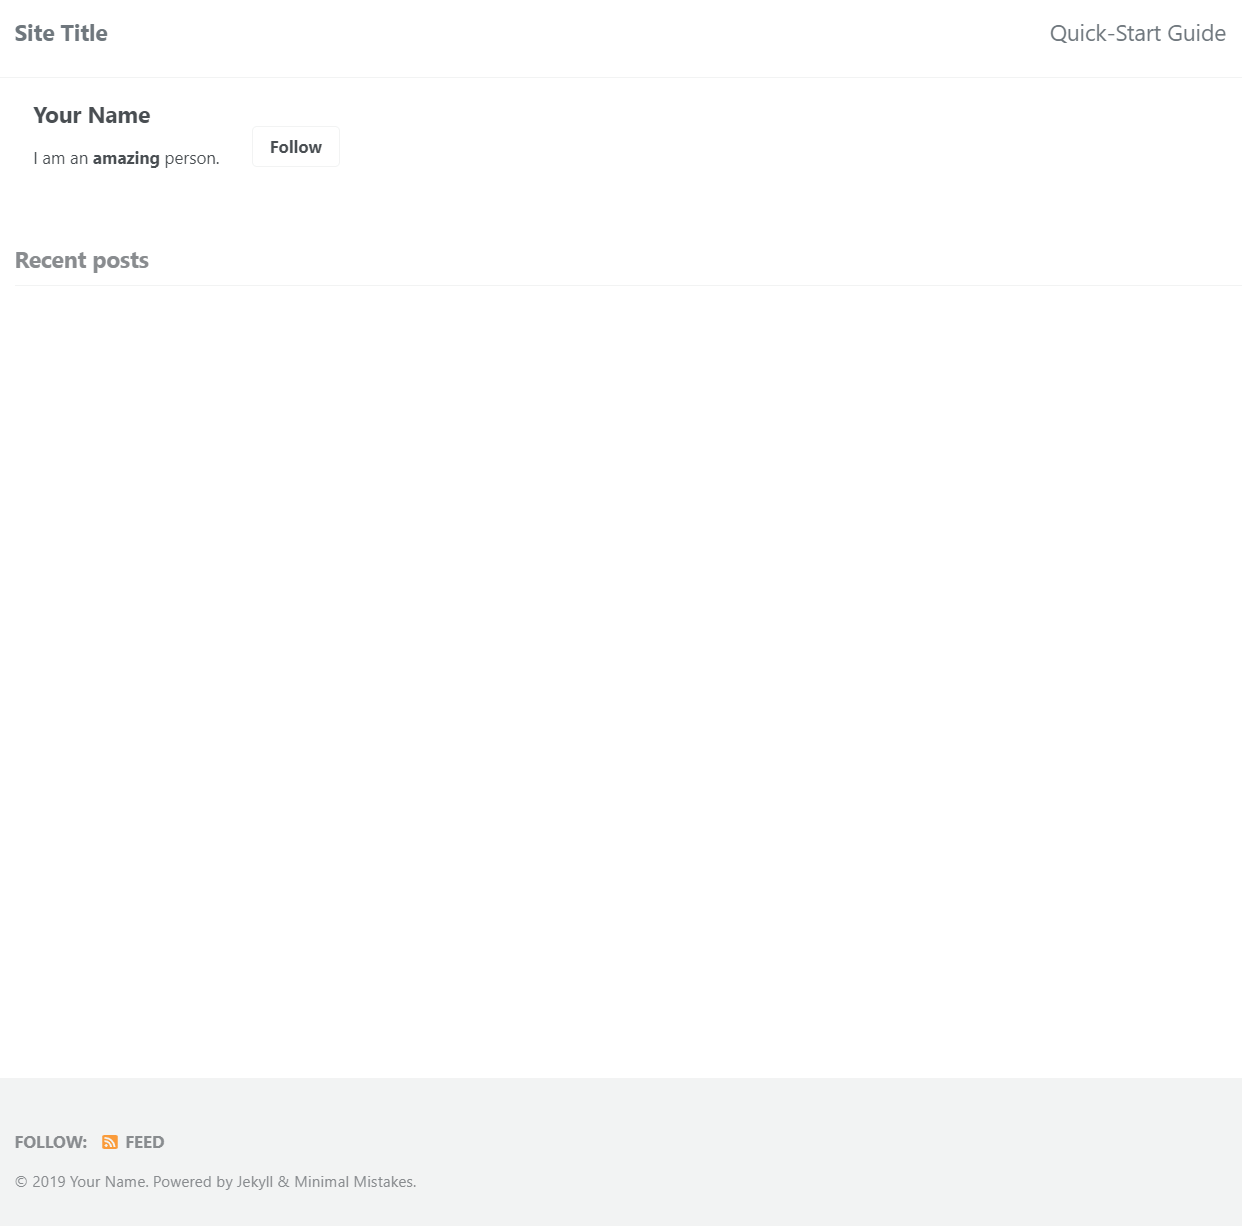 Site Title
Quick-Start Guide
Your Name
I am an amazing person.
Follow
Recent posts
FOLLOW: FEED
© 2019 Your Name. Powered by Jekyll & Minimal Mistakes.